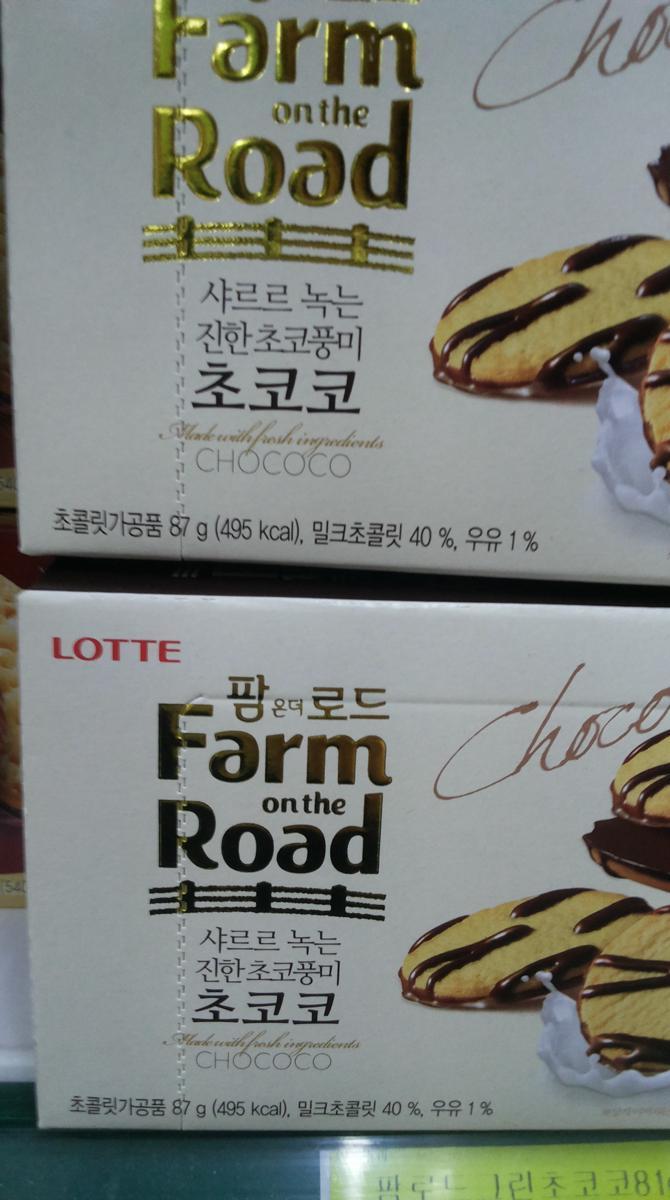 Farm
on the
Road
샤르르 녹는
진한 초코풍미
초코코
Made with fresh ingredients
CHOCOCO
초콜릿가공품 87 g (495 kcal), 밀크초콜릿 40 %, 우유 1 %
LOTTE
팜온더로드
Farm
on the
Road
샤르르 녹는
진한 초코풍미
초코코
Made with fresh ingredients
CHOCOCO
초콜릿가공품 87 g (495 kcal), 밀크초콜릿 40 %, 우유 1 %